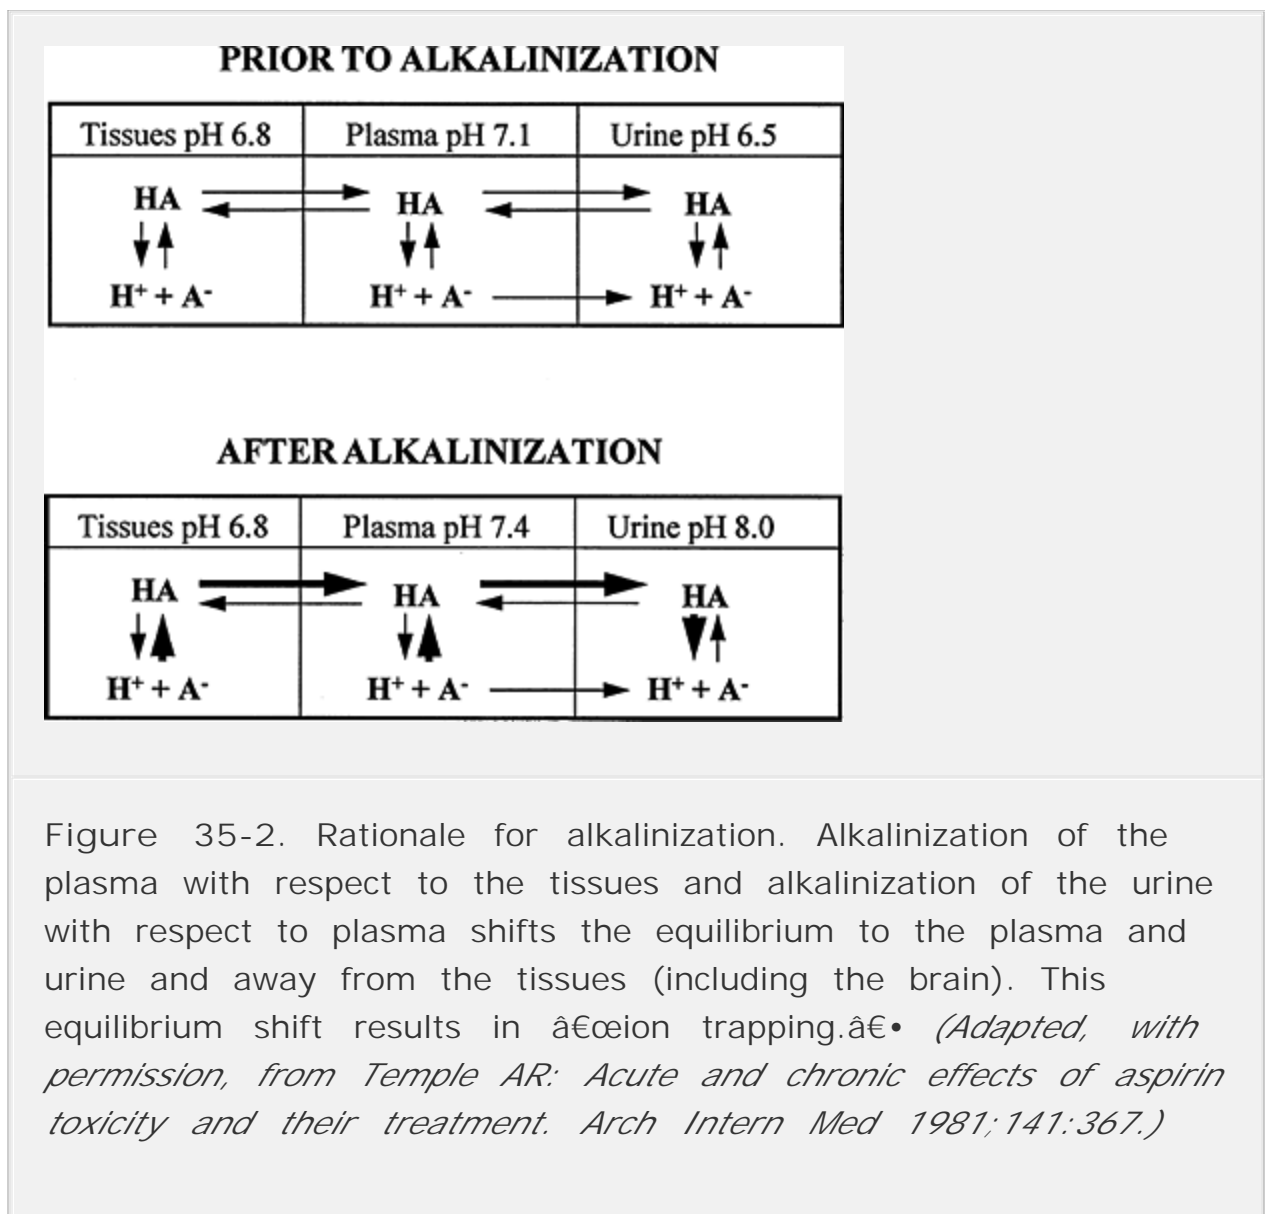 PRIOR TO ALKALINIZATION
Tissues pH 6.8 Plasma pH 7.1 Urine pH 6.5
HA HA HA
H⁺ + A⁻ H⁺ + A⁻ H⁺ + A⁻
AFTER ALKALINIZATION
Tissues pH 6.8 Plasma pH 7.4 Urine pH 8.0
HA HA HA
H⁺ + A⁻ H⁺ + A⁻ H⁺ + A⁻
Figure 35-2. Rationale for alkalinization. Alkalinization of the
plasma with respect to the tissues and alkalinization of the urine
with respect to plasma shifts the equilibrium to the plasma and
urine and away from the tissues (including the brain). This
equilibrium shift results in â€œion trapping.â€• (Adapted, with
permission, from Temple AR: Acute and chronic effects of aspirin
toxicity and their treatment. Arch Intern Med 1981;141:367.)